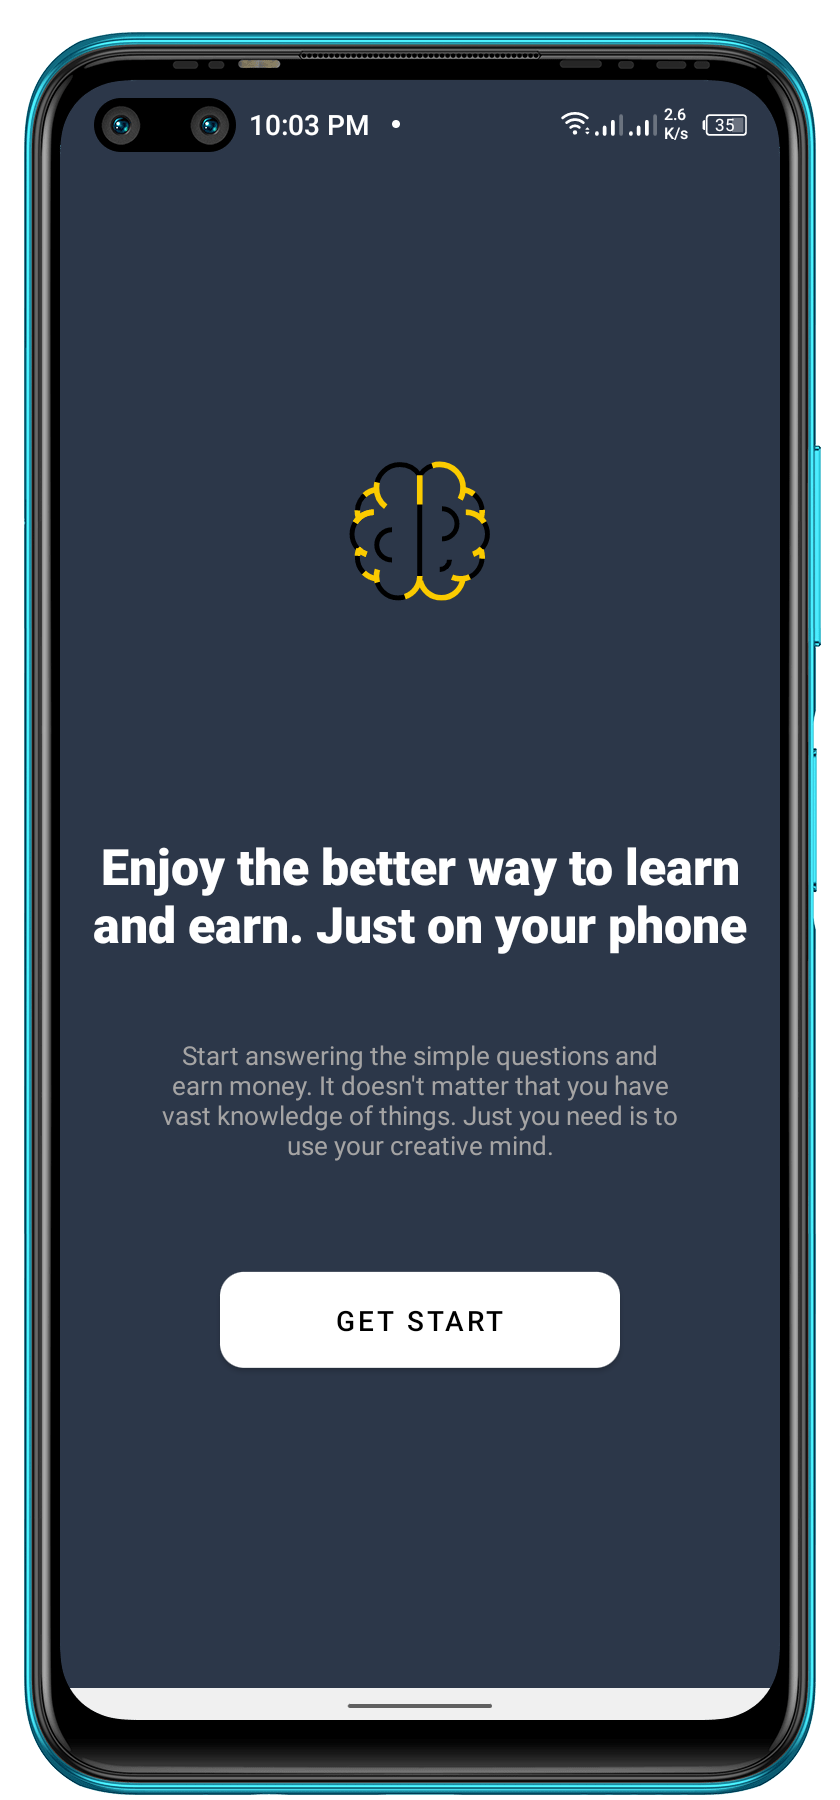 10:03 PM
2.6
K/s
35
Enjoy the better way to learn
and earn. Just on your phone
Start answering the simple questions and
earn money. It doesn't matter that you have
vast knowledge of things. Just you need is to
use your creative mind.
GET START